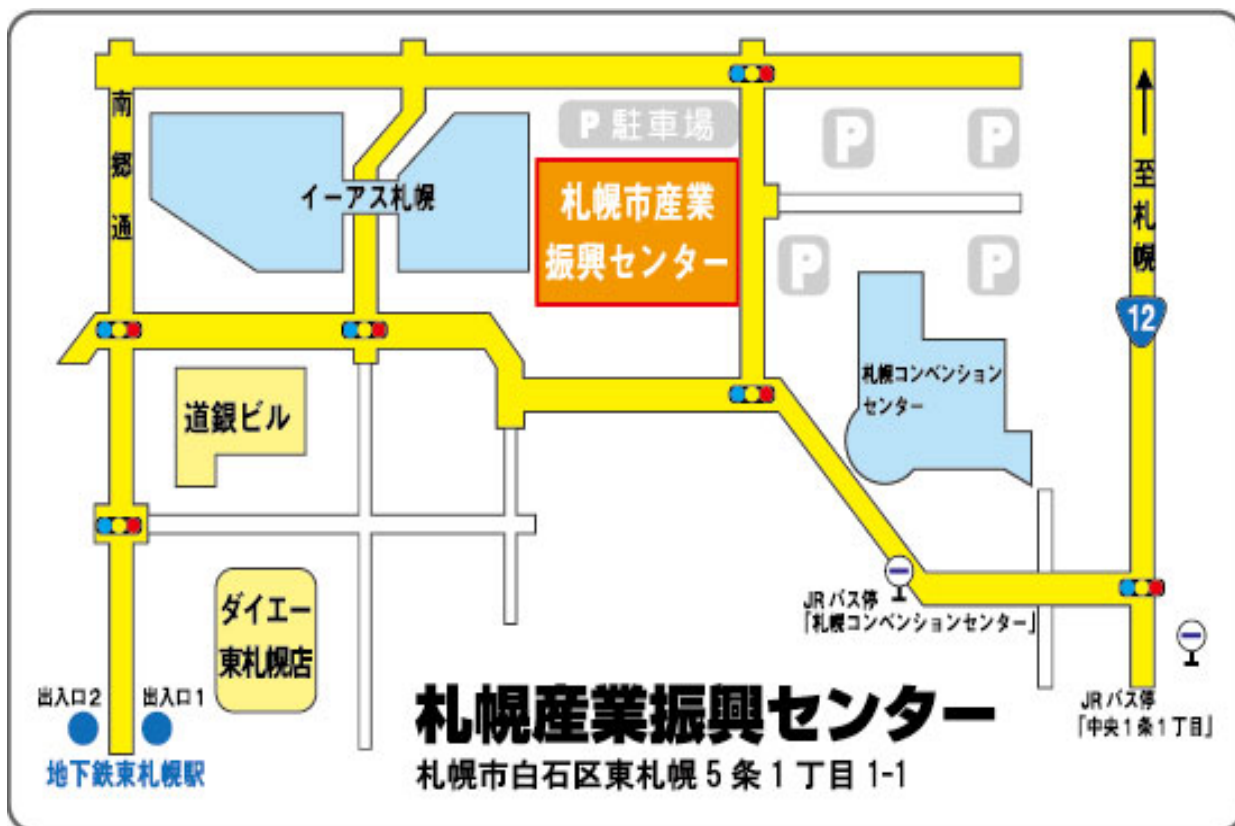 南郷通
P 駐車場
P
P
イーアス札幌
札幌市産業
振興センター
至札幌
P
P
12
札幌コンベンション
センター
道銀ビル
JR バス停
「札幌コンベンションセンター」
ダイエー
東札幌店
出入口2
出入口1
地下鉄東札幌駅
JR バス停
「中央1条1丁目」
札幌産業振興センター
札幌市白石区東札幌5条1丁目1-1